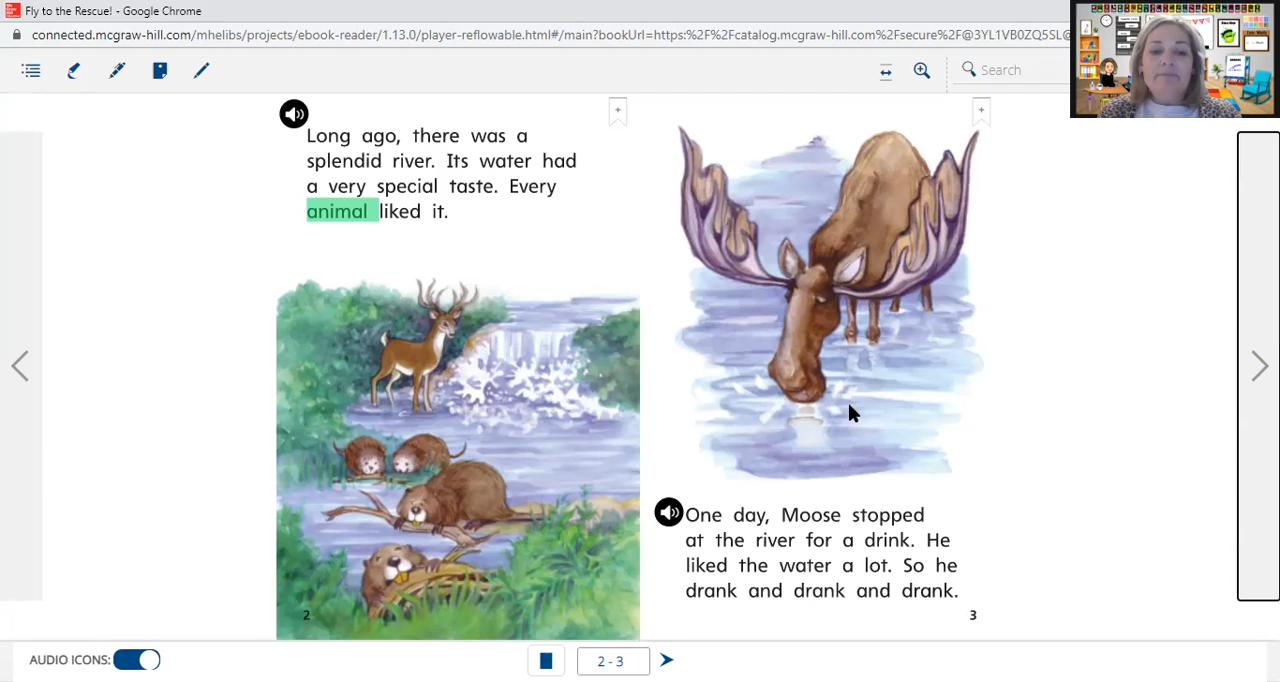 Fly to the Rescue! - Google Chrome
connected.mcgraw-hill.com/mhelibs/projects/ebook-reader/1.13.0/player-reflowable.html#/main?bookUrl=https:%2F%2Fcatalog.mcgraw-hill.com%2Fsecure%2F@3YL1VB0ZQ5SL@
Search
Long ago, there was a
splendid river. Its water had
a very special taste. Every
animal liked it.
2
One day, Moose stopped
at the river for a drink. He
liked the water a lot. So he
drank and drank and drank.
3
AUDIO ICONS:
2 - 3